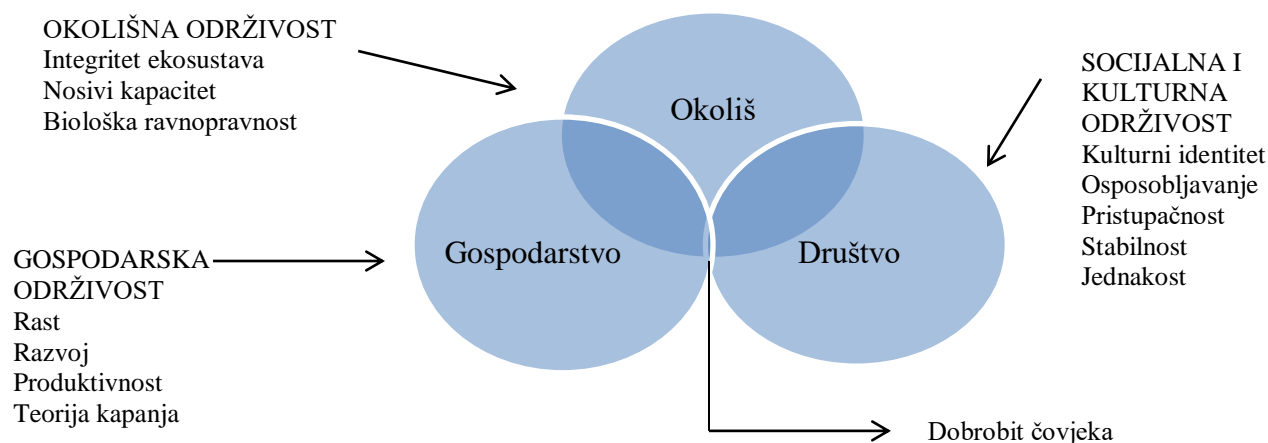 OKOLIŠNA ODRŽIVOST
Integritet ekosustava
Nosivi kapacitet
Biološka ravnopravnost
Okoliš
SOCIJALNA I
KULTURNA
ODRŽIVOST
Kulturni identitet
Osposobljavanje
Pristupačnost
Stabilnost
Jednakost
Gospodarstvo
Društvo
GOSPODARSKA
ODRŽIVOST
Rast
Razvoj
Produktivnost
Teorija kapanja
Dobrobit čovjeka